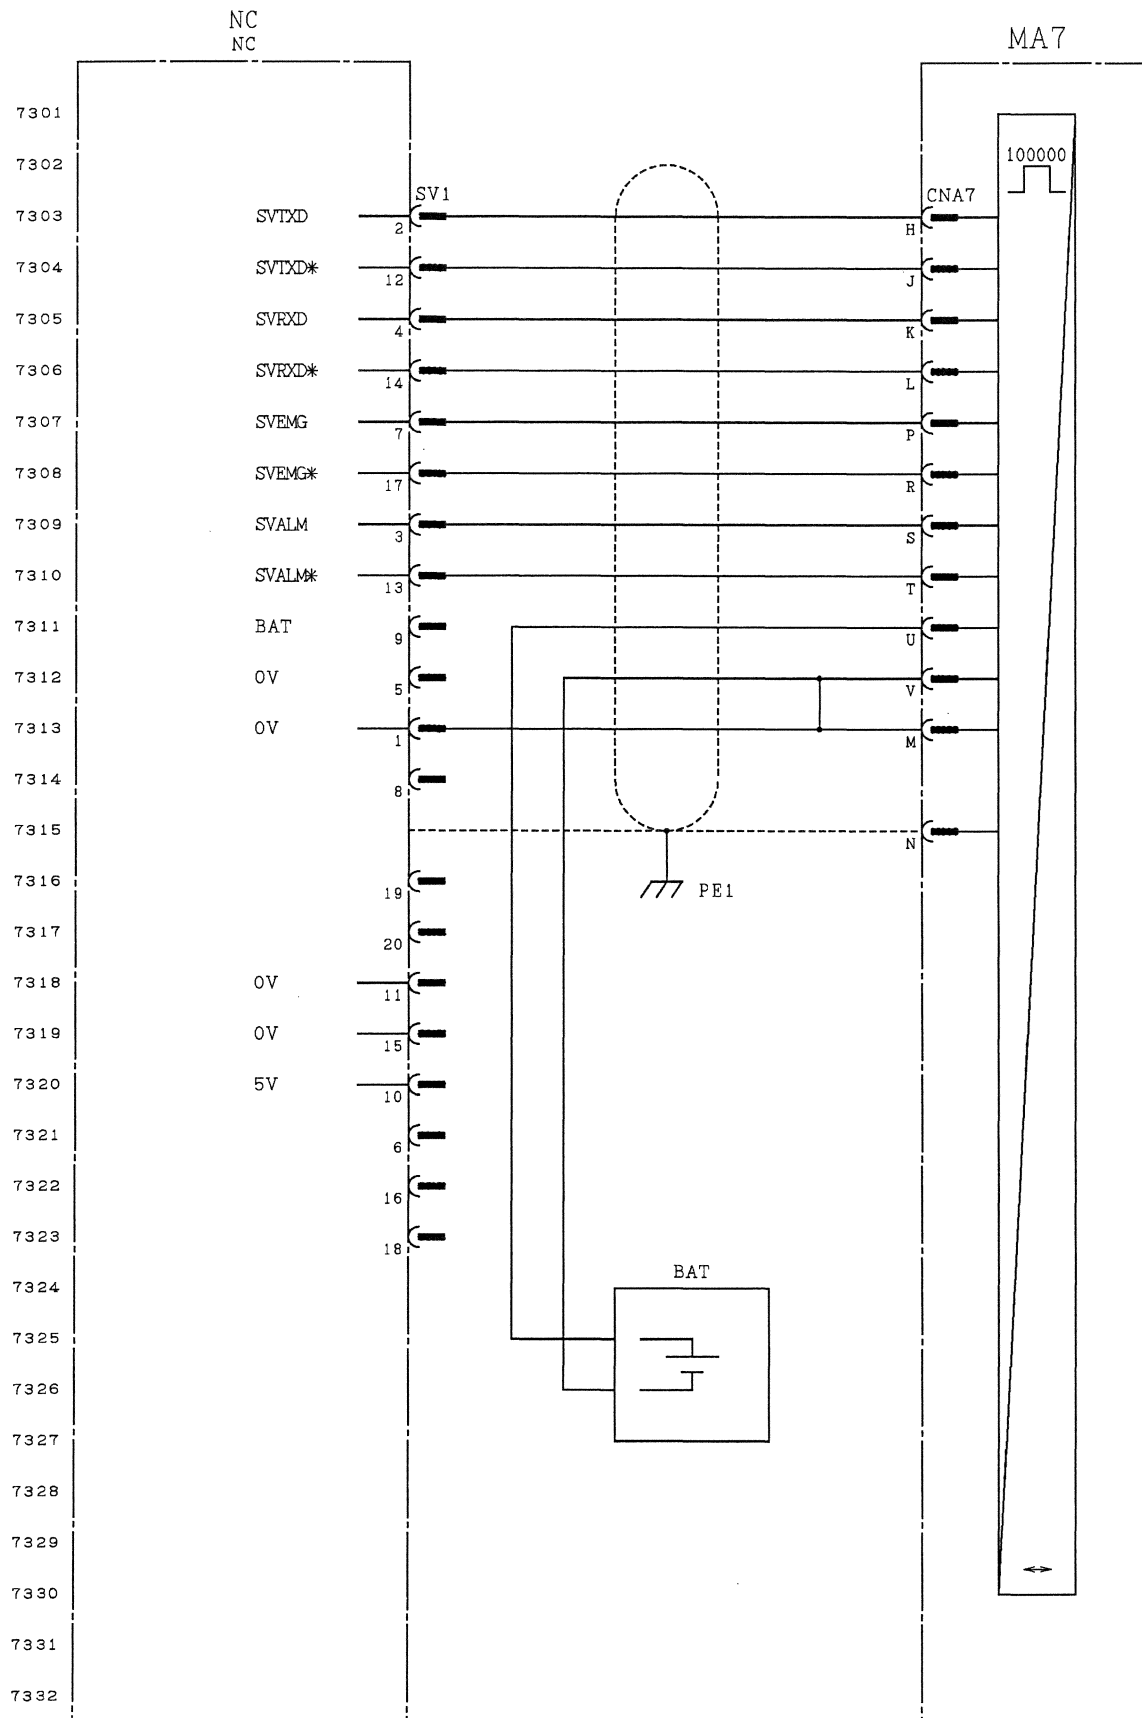 NC
NC
MA7
7301
7302
100000
SV1
CNA7
7303 SVTXD 2 H
7304 SVTXD* 12 J
7305 SVRXD 4 K
7306 SVRXD* 14 L
7307 SVEMG 7 P
7308 SVEMG* 17 R
7309 SVALM 3 S
7310 SVALM* 13 T
7311 BAT 9 U
7312 0V 5 V
7313 0V 1 M
7314 8
7315 N
7316 19 PE1
7317 20
7318 0V 11
7319 0V 15
7320 5V 10
7321 6
7322 16
7323 18
BAT
7324
7325
7326
7327
7328
7329
7330
7331
7332